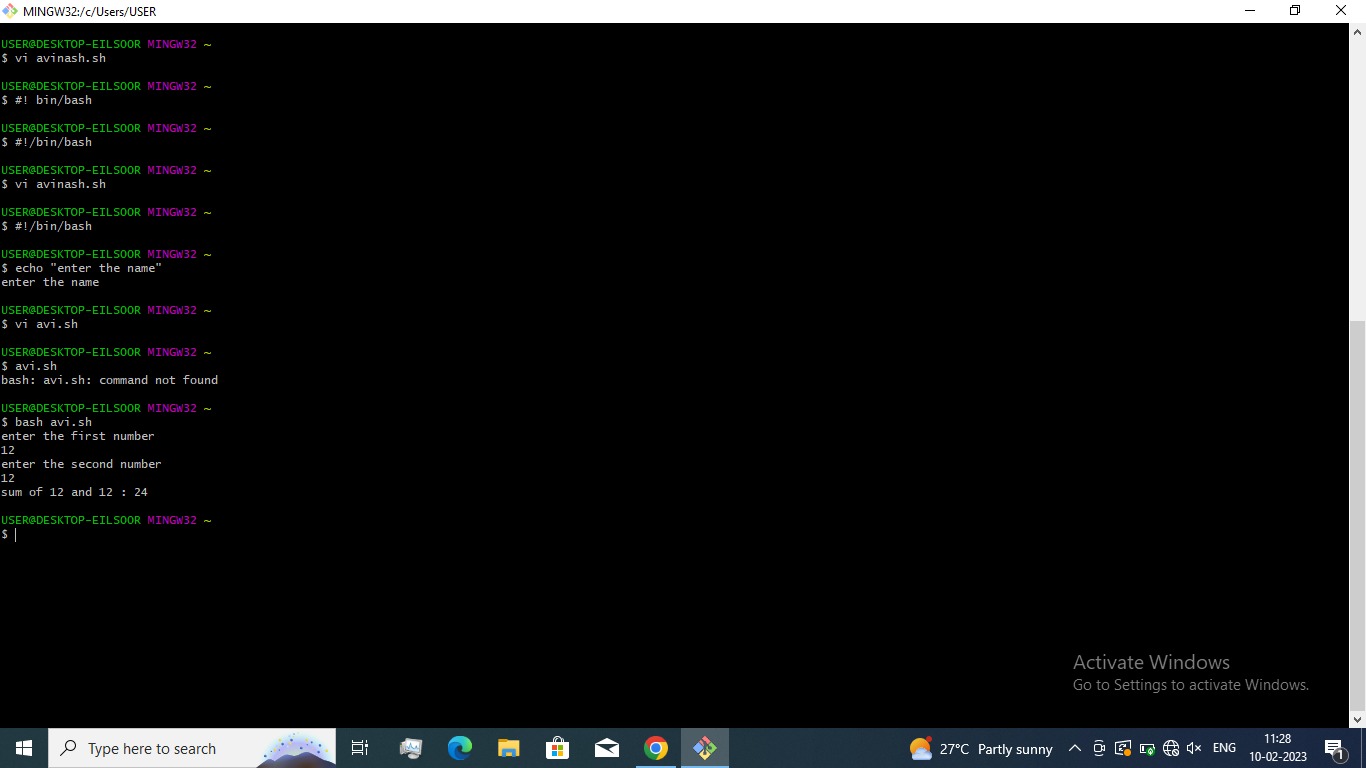 MINGW32:/c/Users/USER
USER@DESKTOP-EILSOOR MINGW32 ~
$ vi avinash.sh
USER@DESKTOP-EILSOOR MINGW32 ~
$ #! bin/bash
USER@DESKTOP-EILSOOR MINGW32 ~
$ #!/bin/bash
USER@DESKTOP-EILSOOR MINGW32 ~
$ vi avinash.sh
USER@DESKTOP-EILSOOR MINGW32 ~
$ #!/bin/bash
USER@DESKTOP-EILSOOR MINGW32 ~
$ echo "enter the name"
enter the name
USER@DESKTOP-EILSOOR MINGW32 ~
$ vi avi.sh
USER@DESKTOP-EILSOOR MINGW32 ~
$ avi.sh
bash: avi.sh: command not found
USER@DESKTOP-EILSOOR MINGW32 ~
$ bash avi.sh
enter the first number
12
enter the second number
12
sum of 12 and 12 : 24
USER@DESKTOP-EILSOOR MINGW32 ~
$
Activate Windows
Go to Settings to activate Windows.
Type here to search
27°C Partly sunny
ENG
11:28
10-02-2023
1